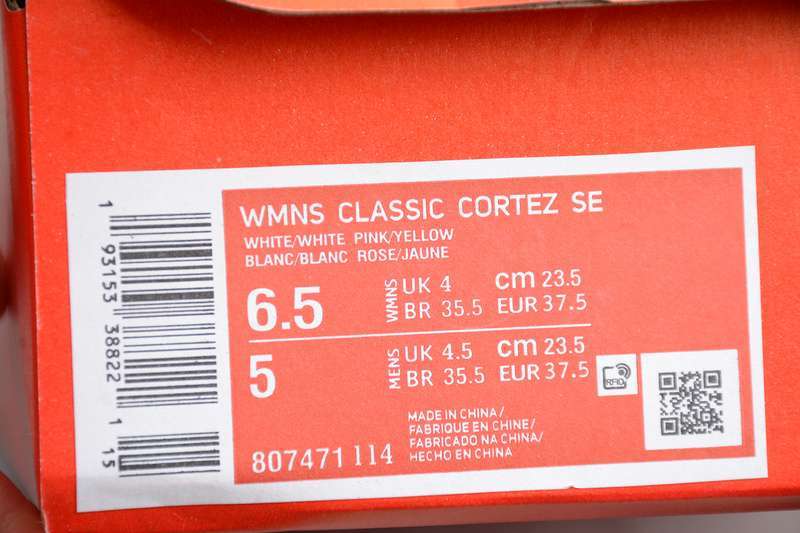 WMNS CLASSIC CORTEZ SE
WHITE/WHITE PINK/YELLOW
BLANC/BLANC ROSE/JAUNE
6.5 WMNS UK 4 cm 23.5
BR 35.5 EUR 37.5
5 MENS UK 4.5 cm 23.5
BR 35.5 EUR 37.5
RFID
MADE IN CHINA/
FABRIQUE EN CHINE/
FABRICADO NA CHINA/
HECHO EN CHINA
807471 114
1 93153 38822 1 15